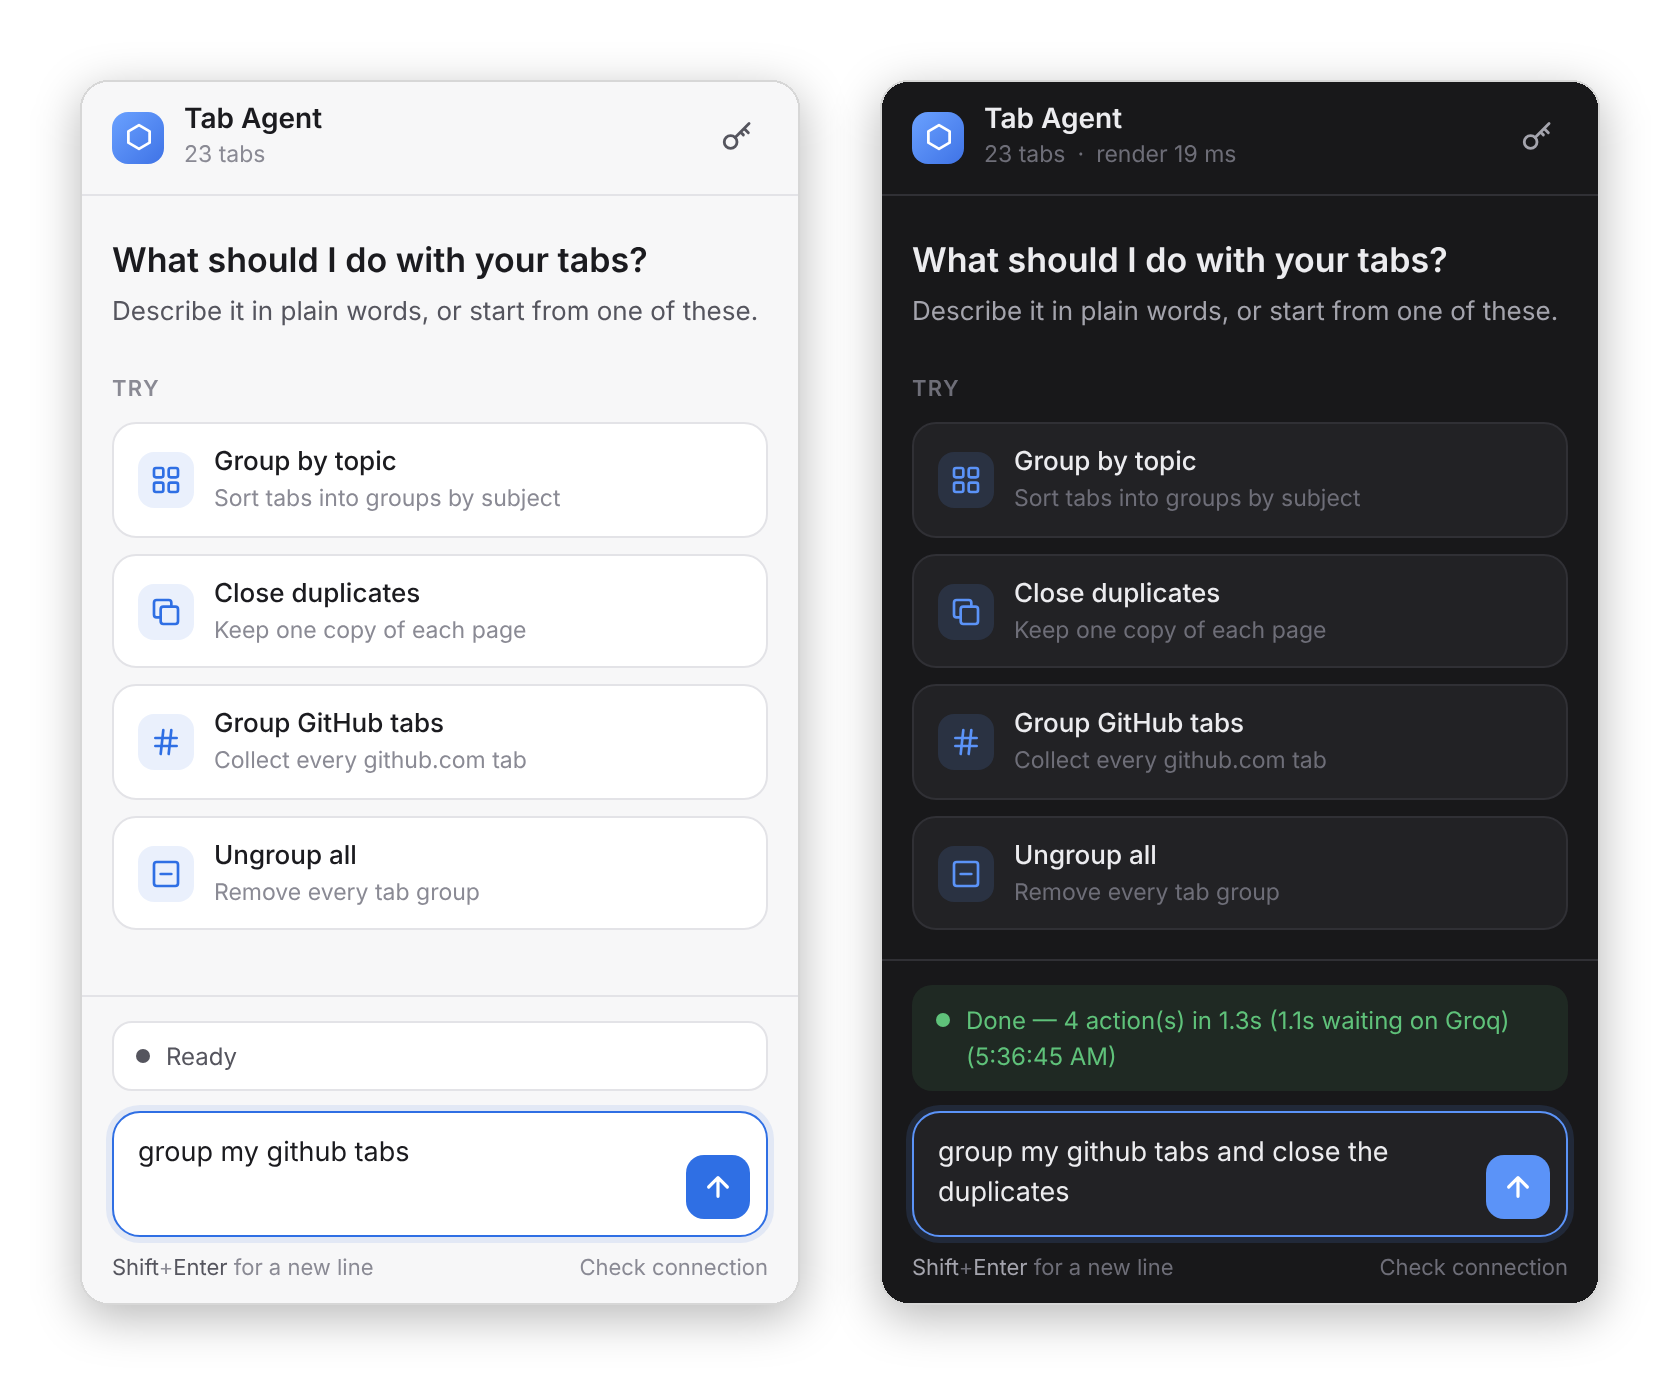 Tab Agent
23 tabs
What should I do with your tabs?
Describe it in plain words, or start from one of these.
TRY
Group by topic
Sort tabs into groups by subject
Close duplicates
Keep one copy of each page
Group GitHub tabs
Collect every github.com tab
Ungroup all
Remove every tab group
Ready
group my github tabs
Shift+Enter for a new line
Check connection
Tab Agent
23 tabs · render 19 ms
What should I do with your tabs?
Describe it in plain words, or start from one of these.
TRY
Group by topic
Sort tabs into groups by subject
Close duplicates
Keep one copy of each page
Group GitHub tabs
Collect every github.com tab
Ungroup all
Remove every tab group
Done — 4 action(s) in 1.3s (1.1s waiting on Groq)
(5:36:45 AM)
group my github tabs and close the
duplicates
Shift+Enter for a new line
Check connection